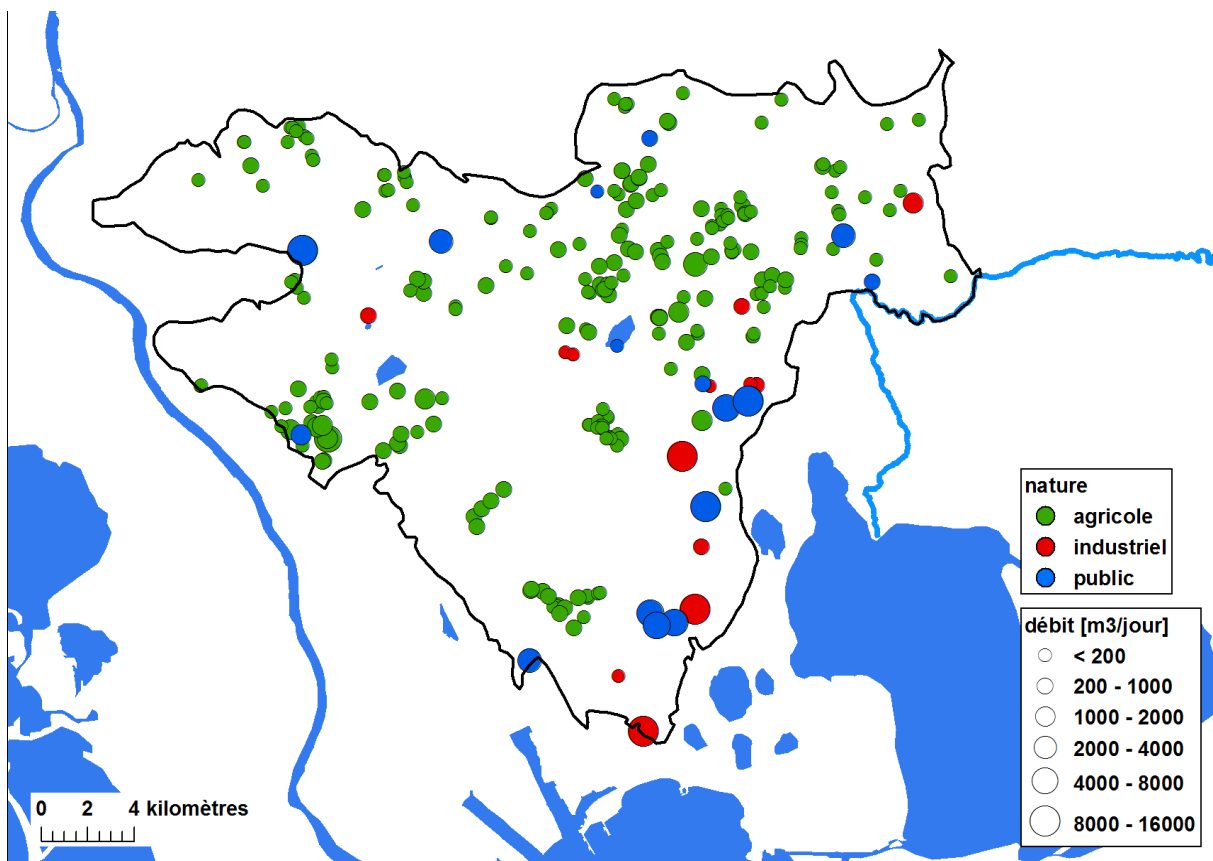 nature
agricole
industriel
public
débit [m3/jour]
< 200
200 - 1000
1000 - 2000
2000 - 4000
4000 - 8000
8000 - 16000
0 2 4 kilomètres